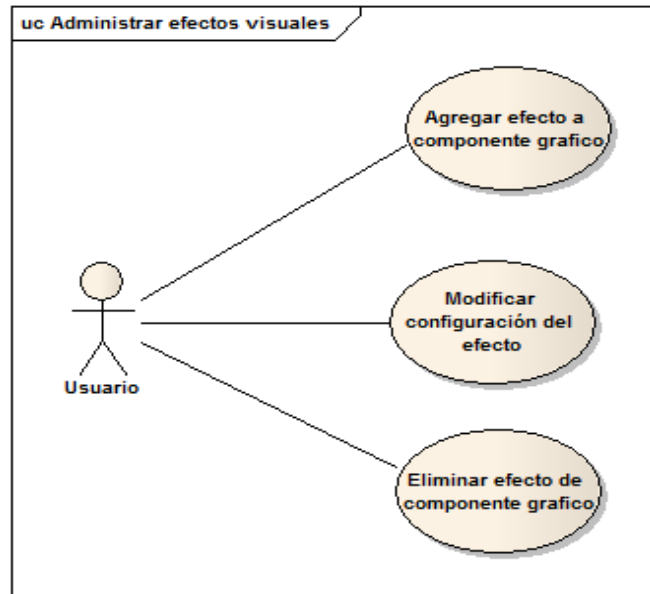 uc Administrar efectos visuales
Agregar efecto a
componente grafico
Modificar
configuración del
efecto
Usuario
Eliminar efecto de
componente grafico